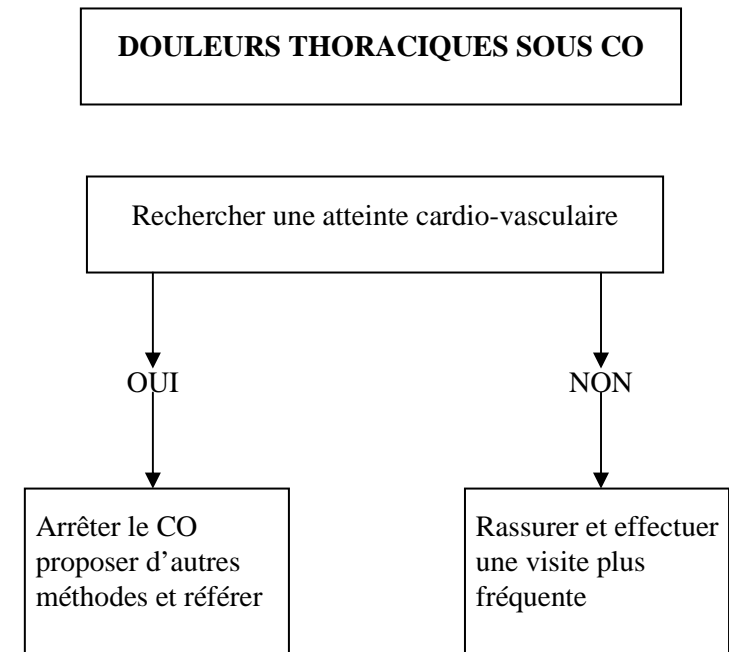 DOULEURS THORACIQUES SOUS CO
Rechercher une atteinte cardio-vasculaire
OUI
NON
Arrêter le CO
proposer d’autres
méthodes et référer
Rassurer et effectuer
une visite plus
fréquente